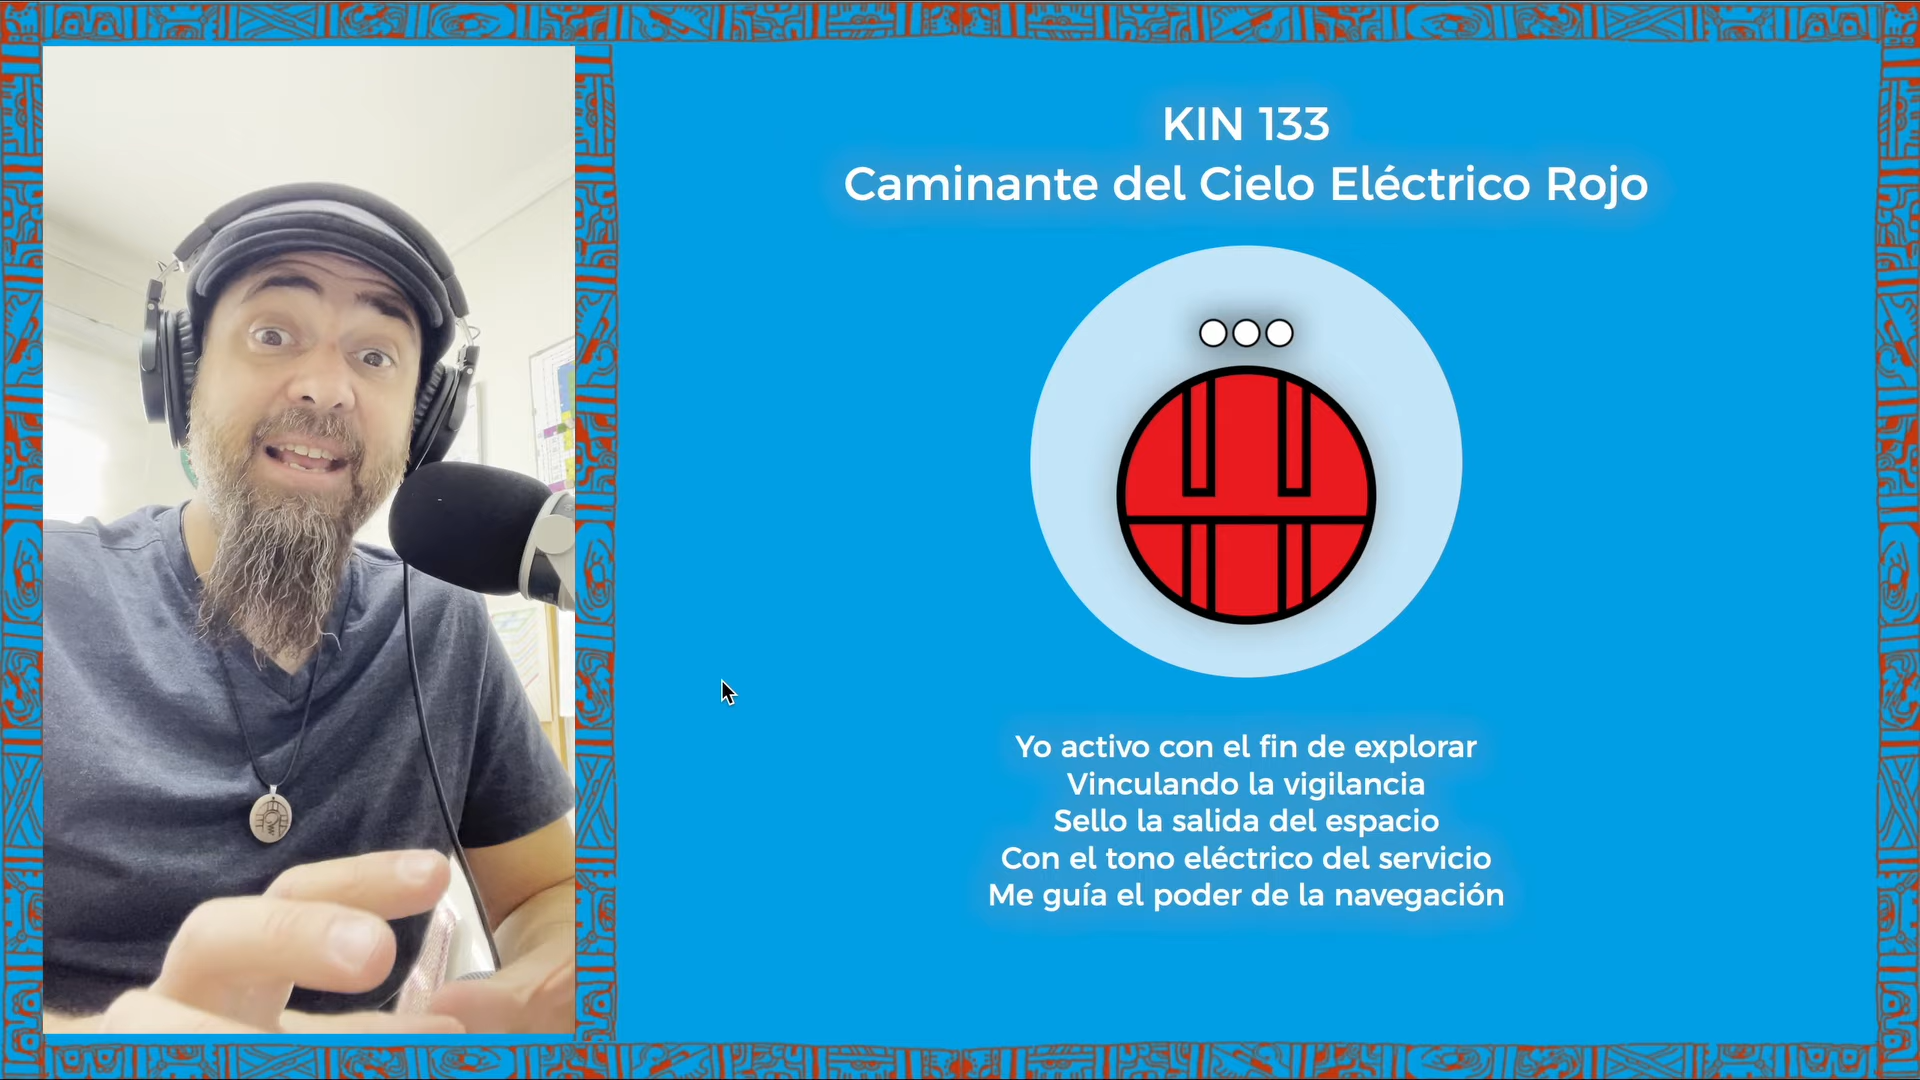 KIN 133
Caminante del Cielo Eléctrico Rojo
Yo activo con el fin de explorar
Vinculando la vigilancia
Sello la salida del espacio
Con el tono eléctrico del servicio
Me guía el poder de la navegación